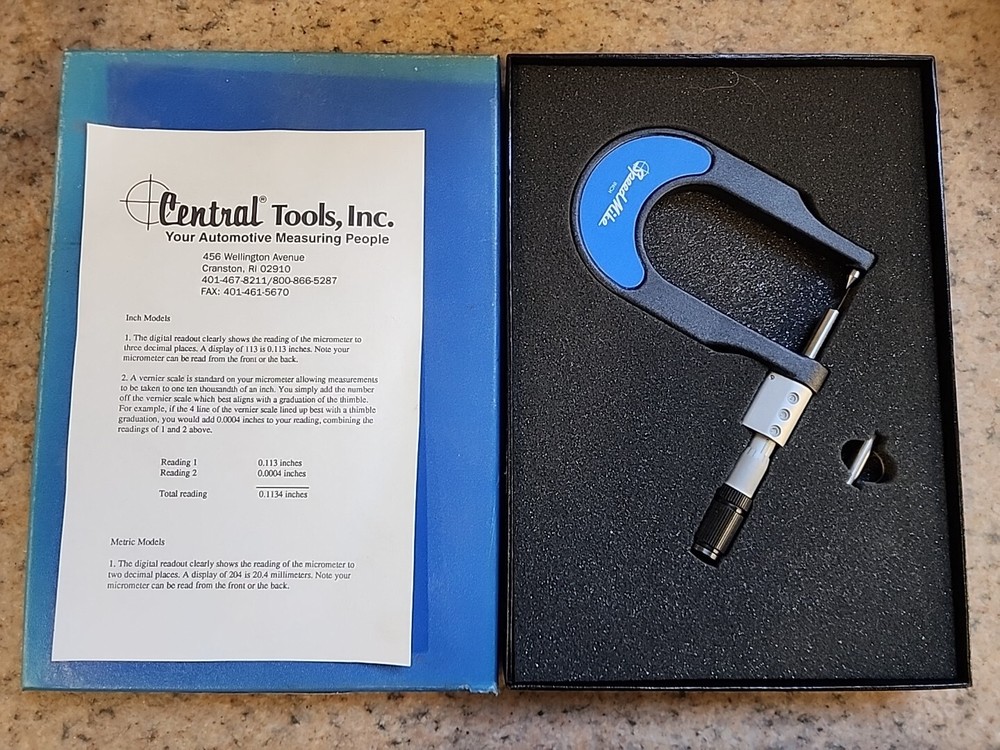 Central® Tools, Inc.
Your Automotive Measuring People
456 Wellington Avenue
Cranston, RI 02910
401-467-8211/800-866-5287
FAX: 401-461-5670
Inch Models
1. The digital readout clearly shows the reading of the micrometer to
three decimal places. A display of 113 is 0.113 inches. Note your
micrometer can be read from the front or the back.
2. A vernier scale is standard on your micrometer allowing measurements
to be taken to one ten thousandth of an inch. You simply add the number
off the vernier scale which best aligns with a graduation of the thimble.
For example, if the 4 line of the vernier scale lined up best with a thimble
graduation, you would add 0.0004 inches to your reading, combining the
readings of 1 and 2 above.
Reading 1 0.113 inches
Reading 2 0.0004 inches
Total reading 0.1134 inches
Metric Models
1. The digital readout clearly shows the reading of the micrometer to
two decimal places. A display of 204 is 20.4 millimeters. Note your
micrometer can be read from the front or the back.
Speed Mike
INCH